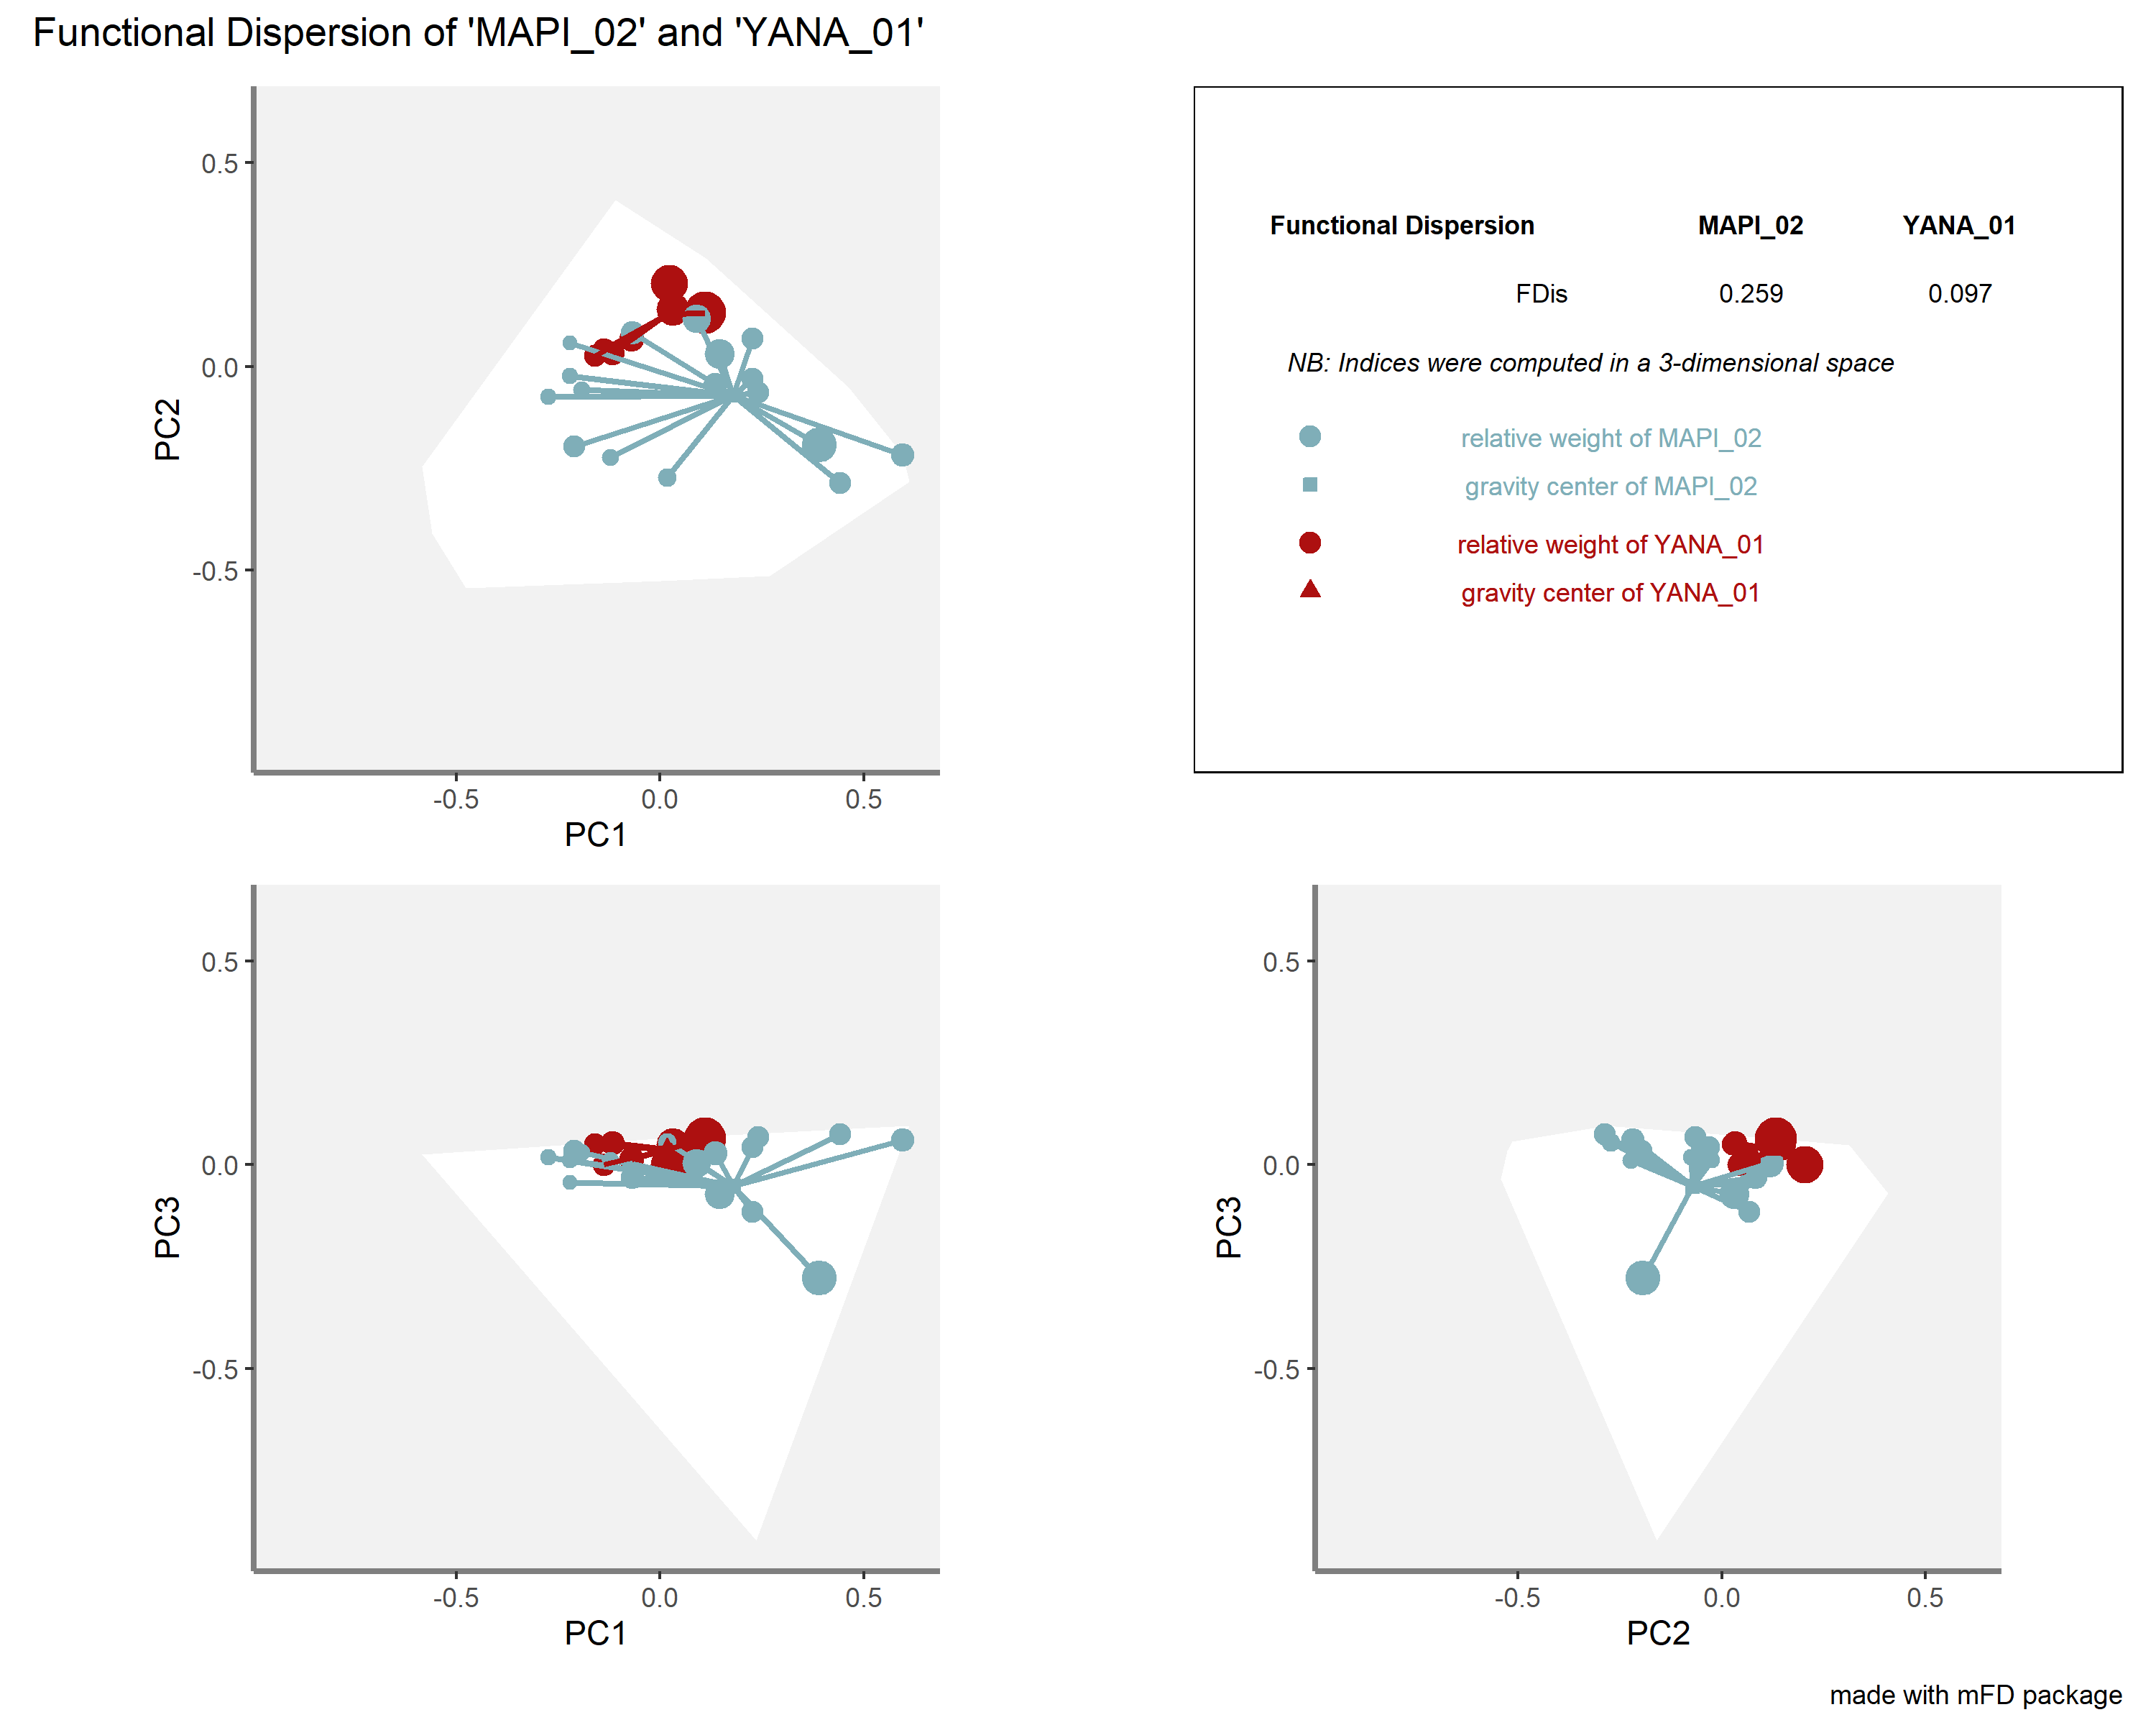 Functional Dispersion of 'MAPI_02' and 'YANA_01'
0.5
0.0
-0.5
PC2
-0.5 0.0 0.5
PC1
Functional Dispersion MAPI_02 YANA_01
FDis 0.259 0.097
NB: Indices were computed in a 3-dimensional space
relative weight of MAPI_02
gravity center of MAPI_02
relative weight of YANA_01
gravity center of YANA_01
0.5
0.0
-0.5
PC3
-0.5 0.0 0.5
PC1
0.5
0.0
-0.5
PC3
-0.5 0.0 0.5
PC2
made with mFD package